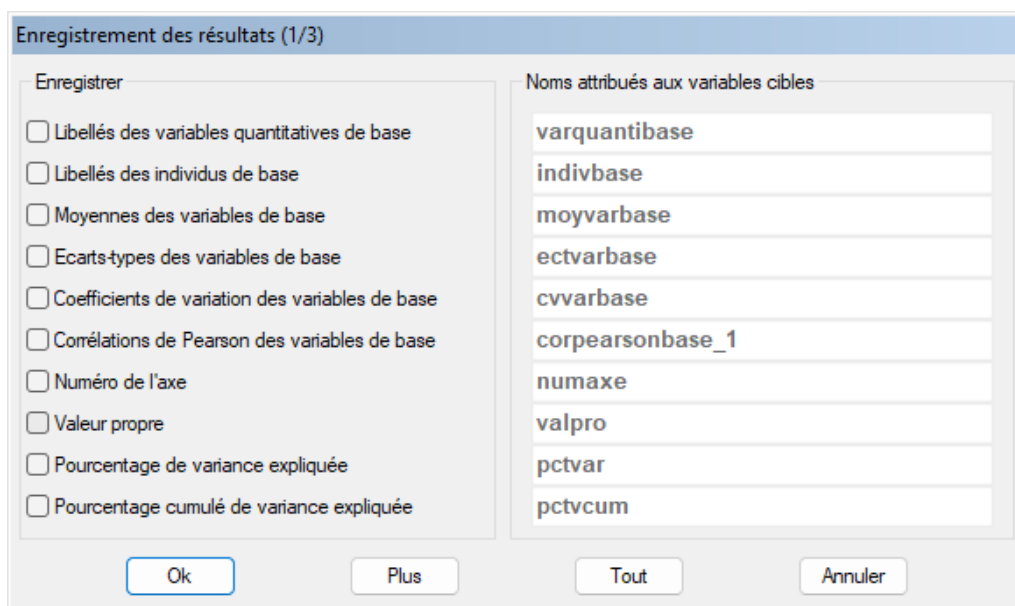 Enregistrement des résultats (1/3)
Enregistrer
Noms attribués aux variables cibles
Libellés des variables quantitatives de base
varquantibase
Libellés des individus de base
indivbase
Moyennes des variables de base
moyvarbase
Ecarts-types des variables de base
ectvarbase
Coefficients de variation des variables de base
cvvarbase
Corrélations de Pearson des variables de base
corpearsonbase_1
Numéro de l'axe
numaxe
Valeur propre
valpro
Pourcentage de variance expliquée
pctvar
Pourcentage cumulé de variance expliquée
pctvcum
Ok
Plus
Tout
Annuler